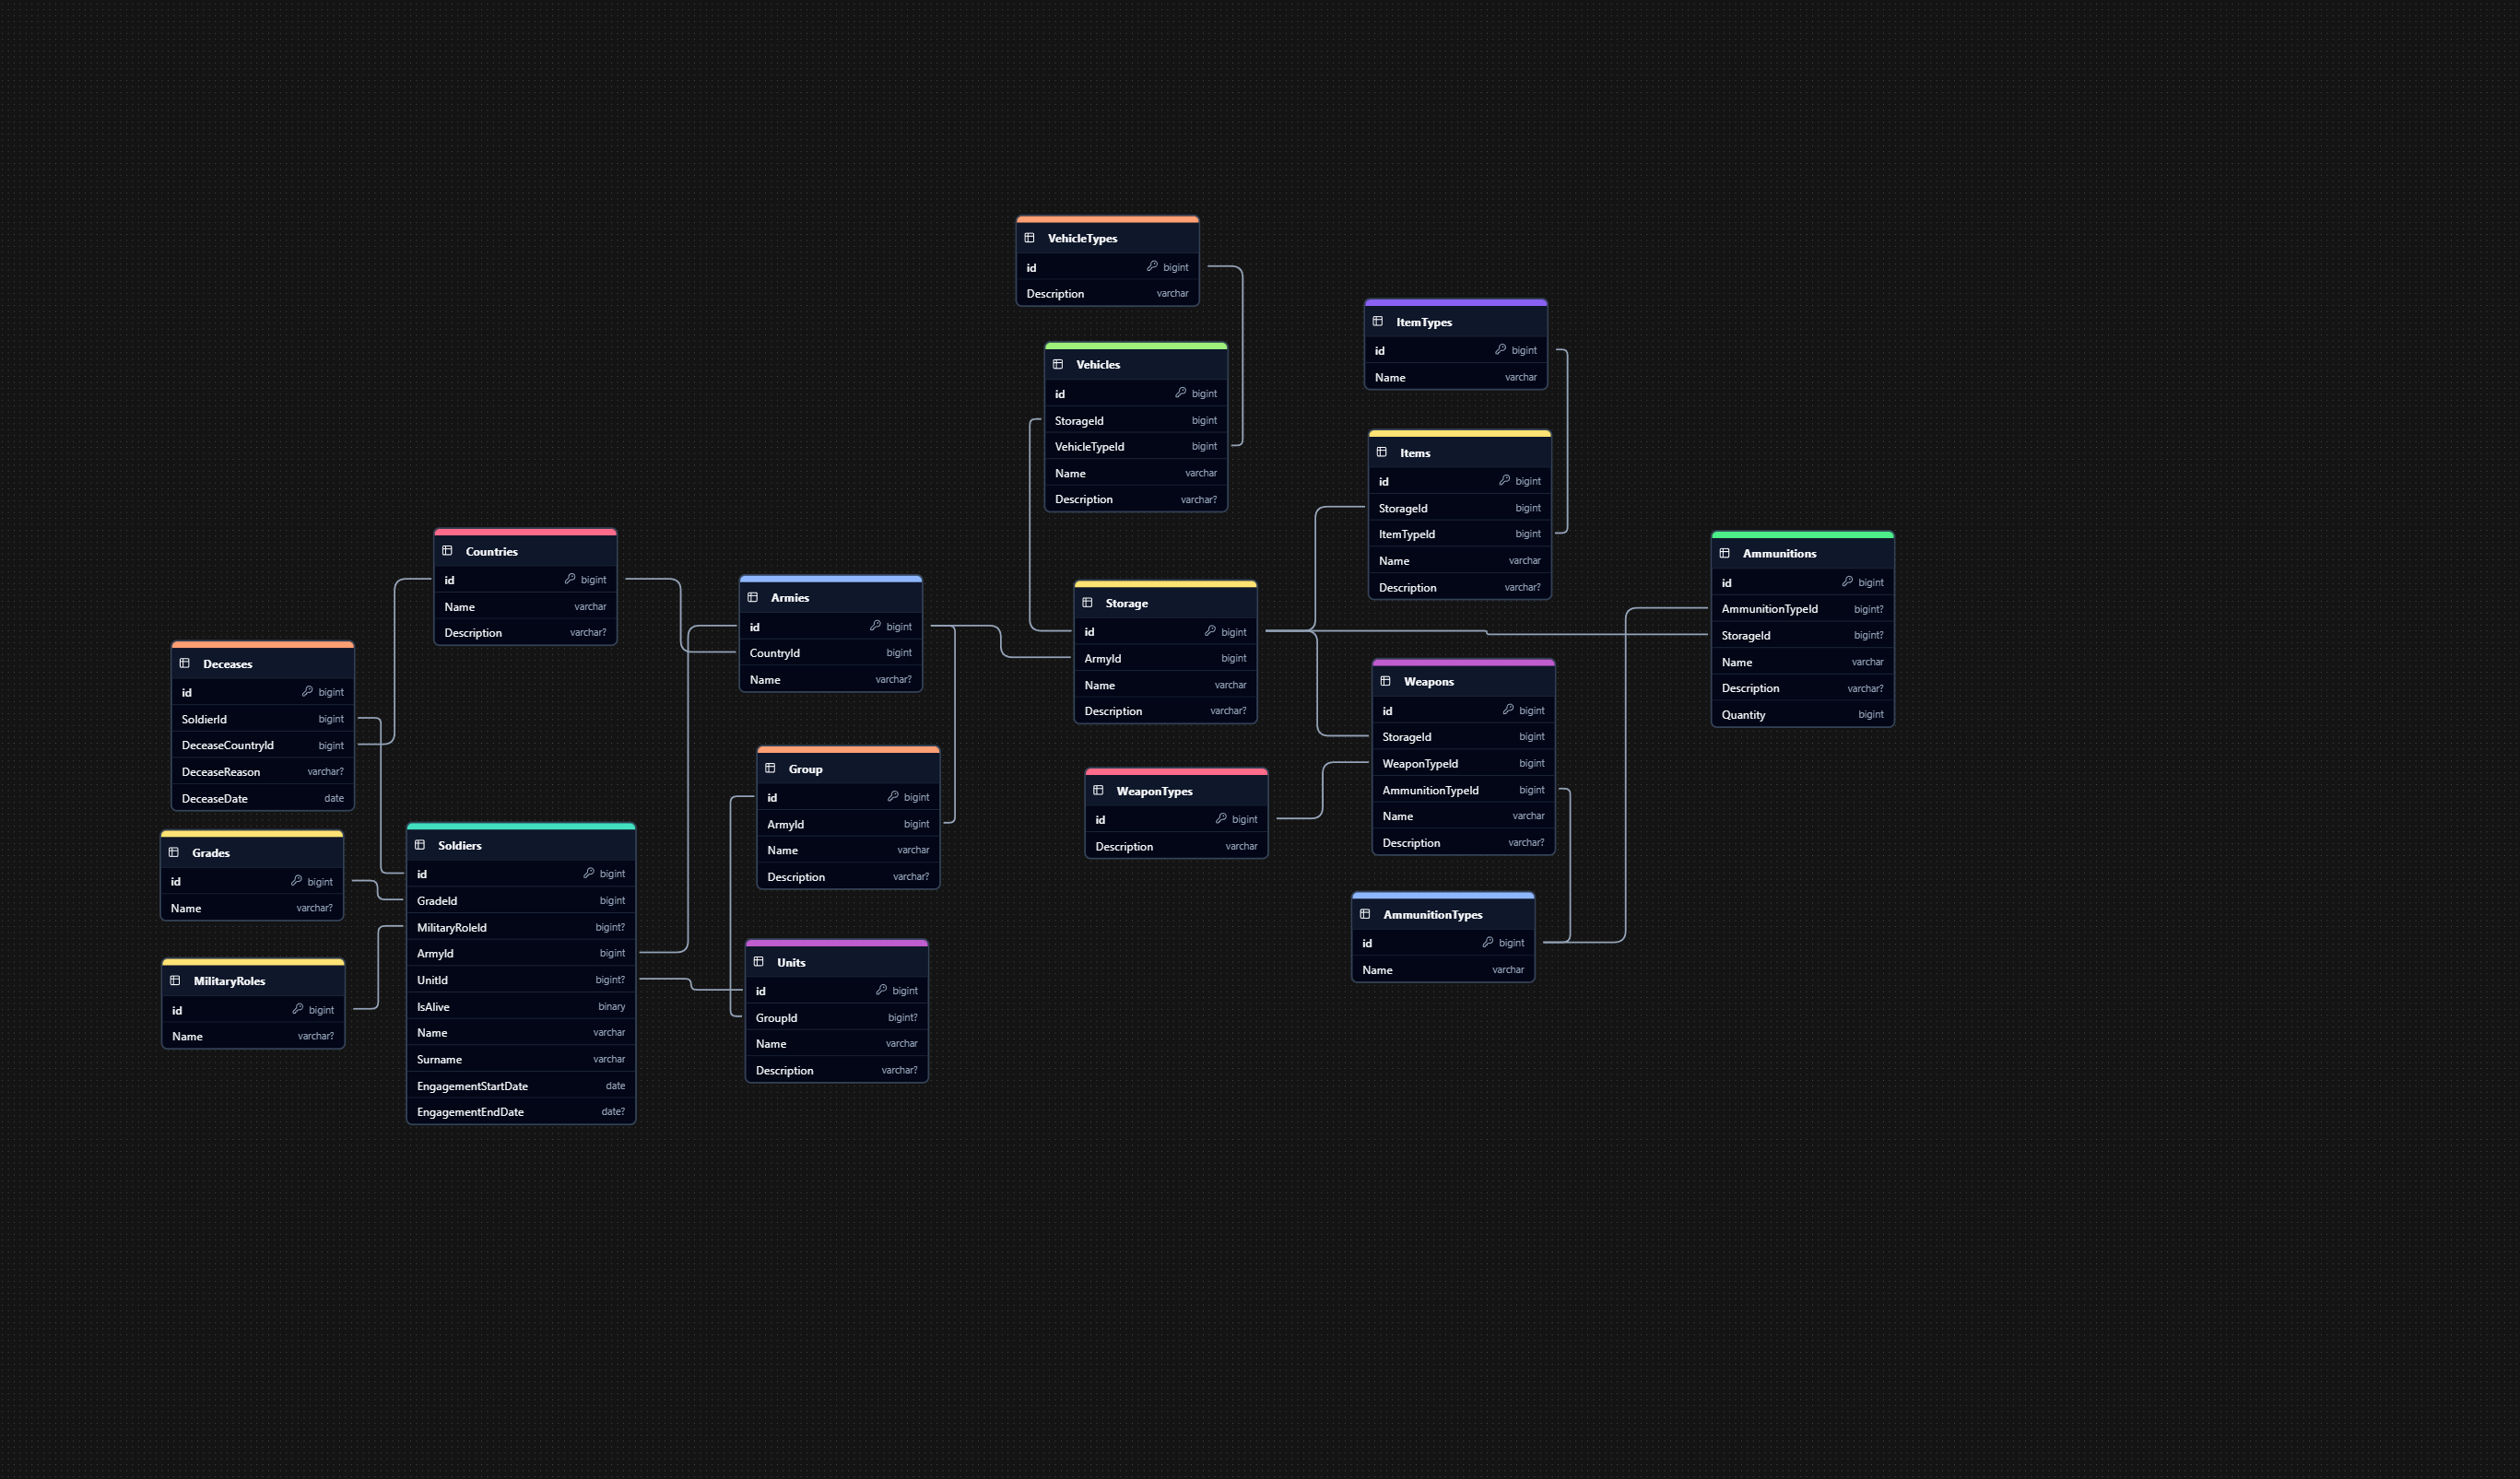 VehicleTypes
id bigint
Description varchar
ItemTypes
id bigint
Name varchar
Vehicles
id bigint
StorageId bigint
VehicleTypeId bigint
Name varchar
Description varchar?
Items
id bigint
StorageId bigint
ItemTypeId bigint
Name varchar
Description varchar?
Countries
id bigint
Name varchar
Description varchar?
Ammunitions
id bigint
AmmunitionTypeId bigint?
StorageId bigint?
Name varchar
Description varchar?
Quantity bigint
Armies
id bigint
CountryId bigint
Name varchar?
Storage
id bigint
ArmyId bigint
Name varchar
Description varchar?
Deceases
id bigint
SoldierId bigint
DeceaseCountryId bigint
DeceaseReason varchar?
DeceaseDate date
Weapons
id bigint
StorageId bigint
WeaponTypeId bigint
AmmunitionTypeId bigint
Name varchar
Description varchar?
Group
id bigint
ArmyId bigint
Name varchar
Description varchar?
WeaponTypes
id bigint
Description varchar
Grades
id bigint
Name varchar?
Soldiers
id bigint
GradeId bigint
MilitaryRoleId bigint?
ArmyId bigint
UnitId bigint?
IsAlive binary
Name varchar
Surname varchar
EngagementStartDate date
EngagementEndDate date?
AmmunitionTypes
id bigint
Name varchar
Units
id bigint
GroupId bigint?
Name varchar
Description varchar?
MilitaryRoles
id bigint
Name varchar?